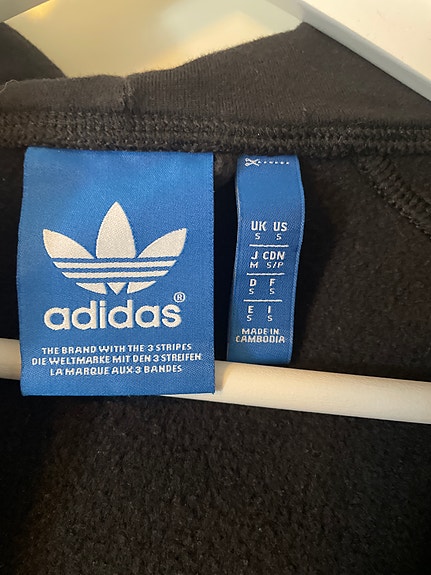 adidas®
THE BRAND WITH THE 3 STRIPES
DIE WELTMARKE MIT DEN 3 STREIFEN
LA MARQUE AUX 3 BANDES
UK US
S S
J CDN
M S/P
D F
S S
E I
S S
MADE IN
CAMBODIA